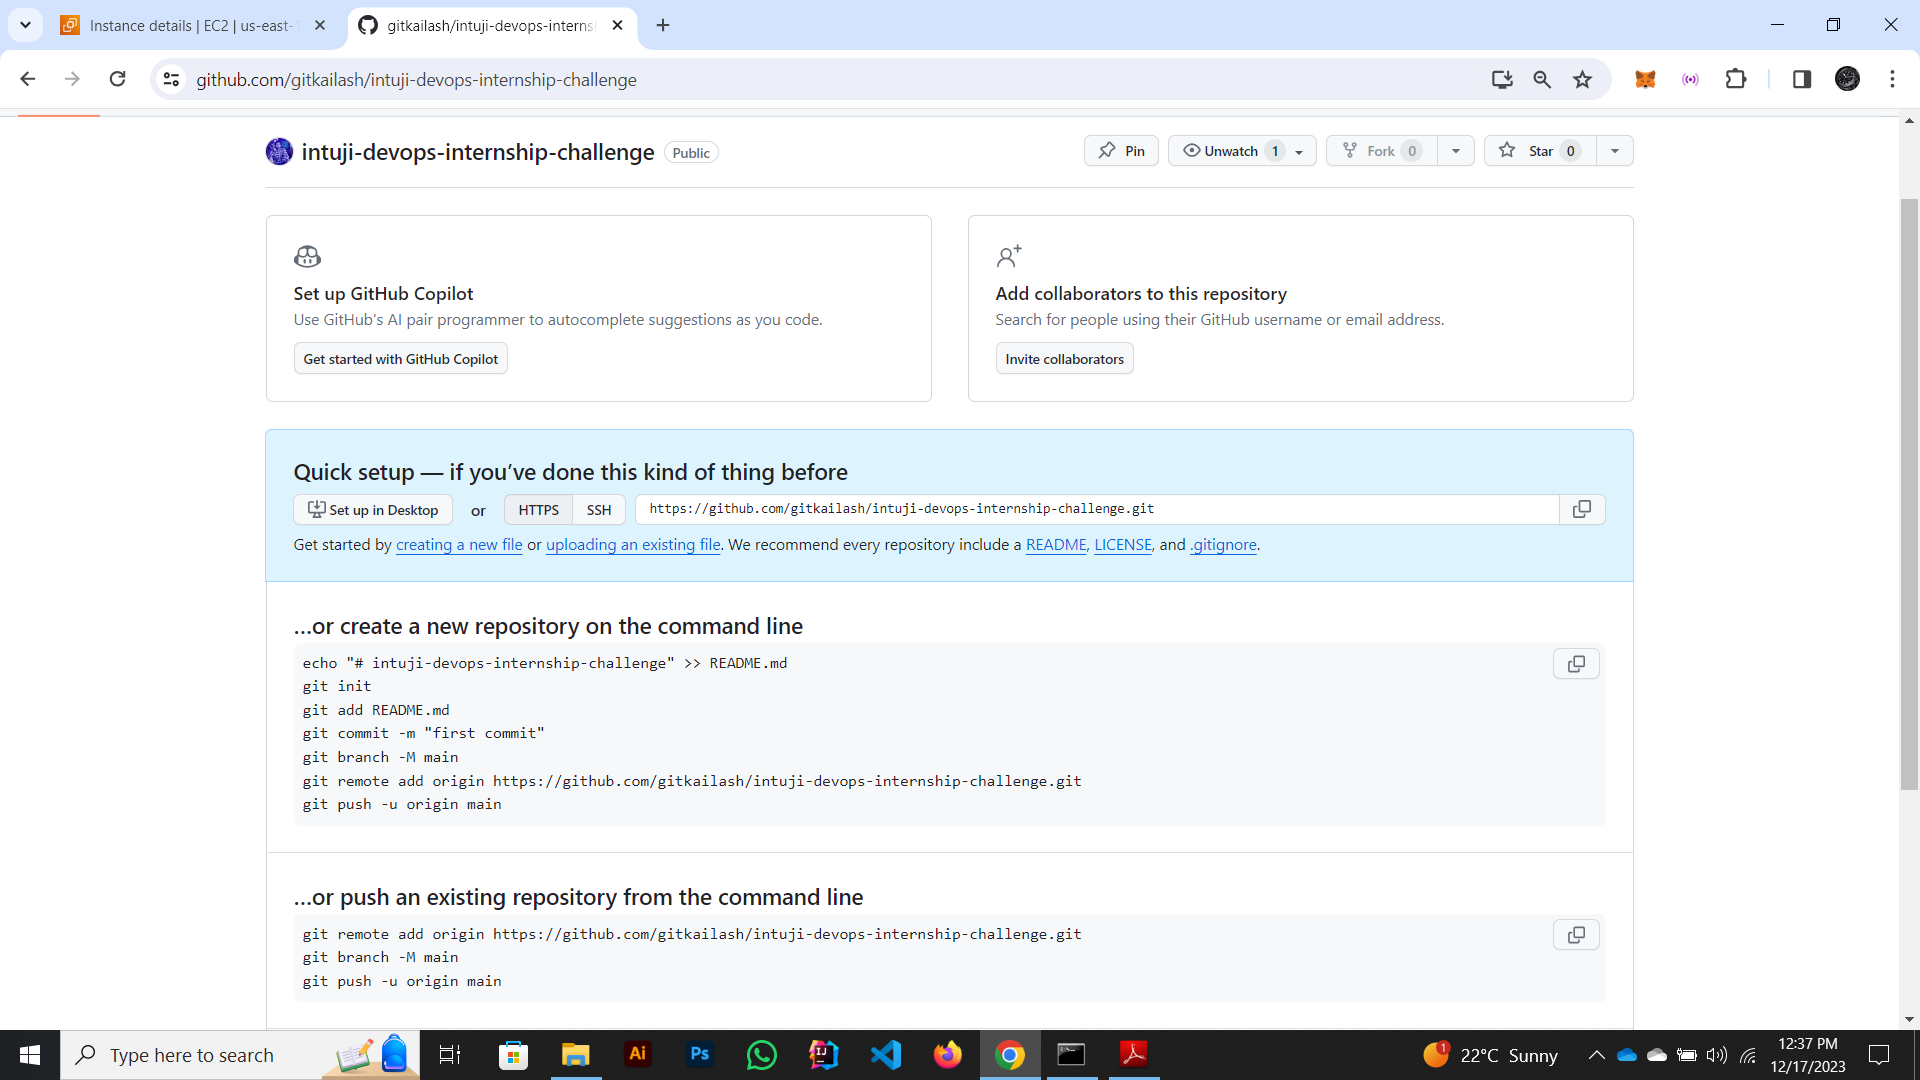 Instance details | EC2 | us-east-
gitkailash/intuji-devops-interns
github.com/gitkailash/intuji-devops-internship-challenge
intuji-devops-internship-challenge Public
Pin
Unwatch 1
Fork 0
Star 0
Set up GitHub Copilot
Use GitHub's AI pair programmer to autocomplete suggestions as you code.
Get started with GitHub Copilot
Add collaborators to this repository
Search for people using their GitHub username or email address.
Invite collaborators
Quick setup — if you’ve done this kind of thing before
Set up in Desktop or HTTPS SSH https://github.com/gitkailash/intuji-devops-internship-challenge.git
Get started by creating a new file or uploading an existing file. We recommend every repository include a README, LICENSE, and .gitignore.
…or create a new repository on the command line
echo "# intuji-devops-internship-challenge" >> README.md
git init
git add README.md
git commit -m "first commit"
git branch -M main
git remote add origin https://github.com/gitkailash/intuji-devops-internship-challenge.git
git push -u origin main
…or push an existing repository from the command line
git remote add origin https://github.com/gitkailash/intuji-devops-internship-challenge.git
git branch -M main
git push -u origin main
Type here to search
Ai
Ps
IJ
1
22°C Sunny
12:37 PM
12/17/2023